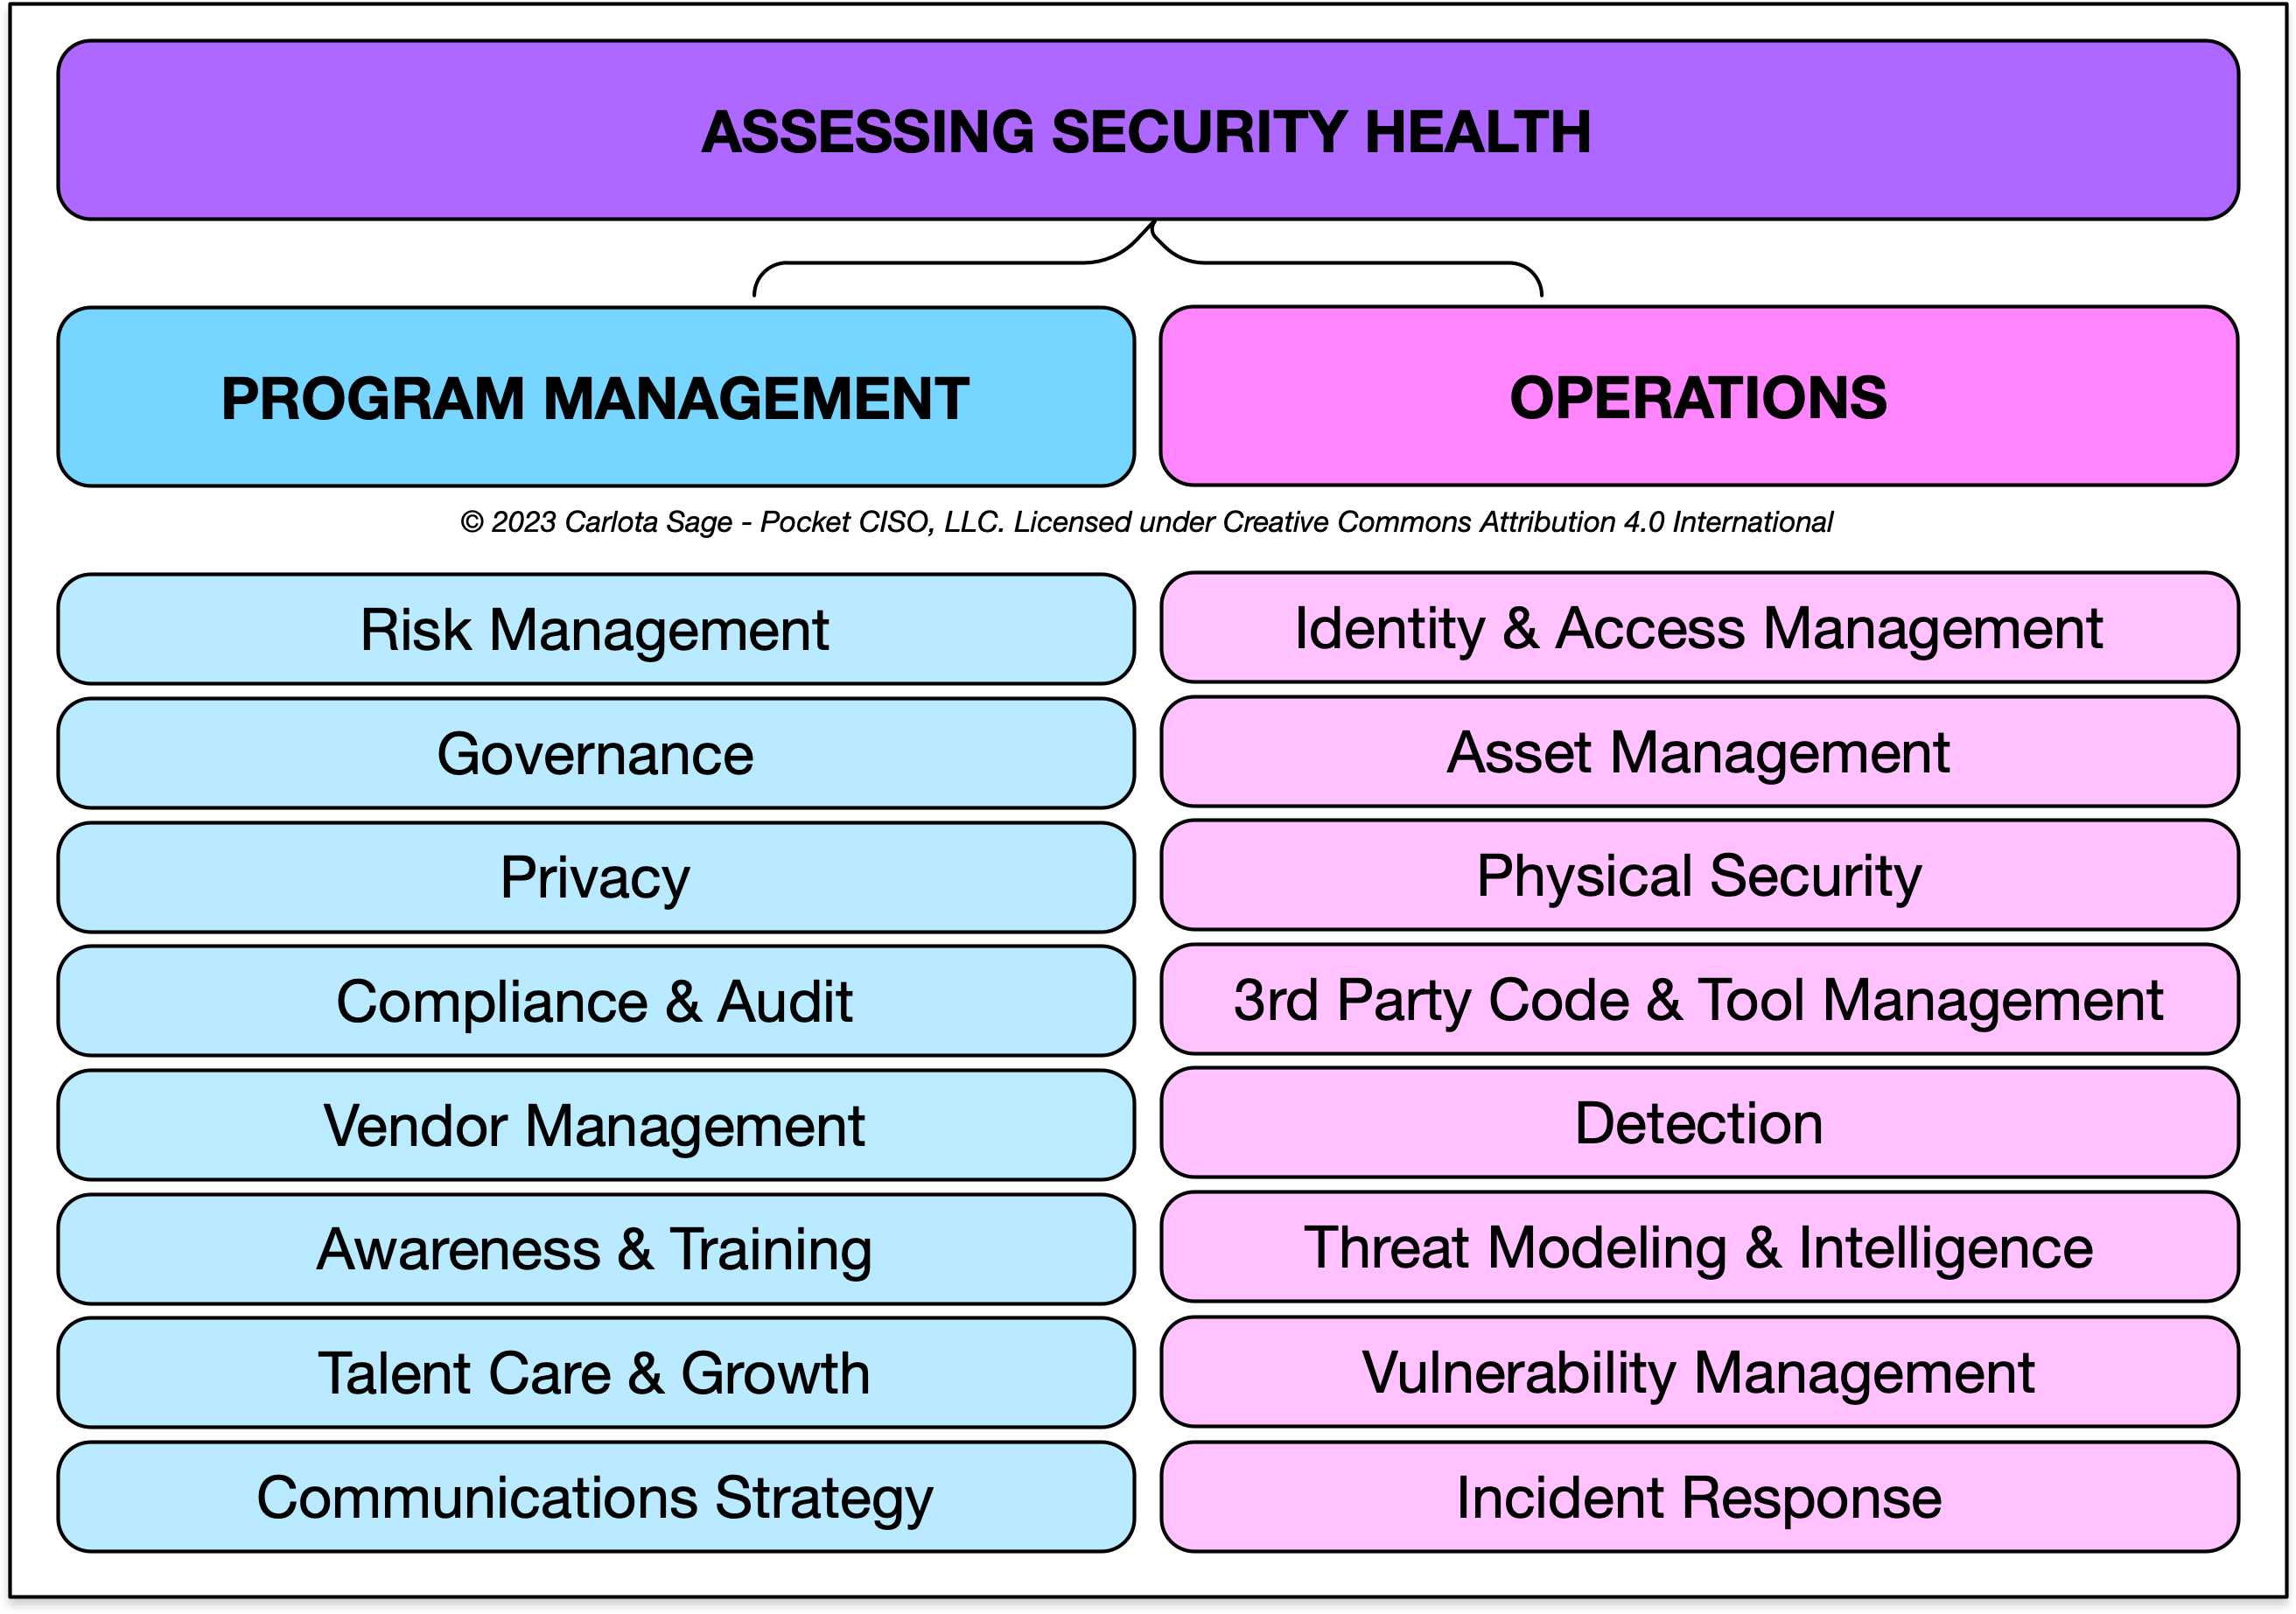 ASSESSING SECURITY HEALTH
PROGRAM MANAGEMENT
OPERATIONS
© 2023 Carlota Sage - Pocket CISO, LLC. Licensed under Creative Commons Attribution 4.0 International
Risk Management
Governance
Privacy
Compliance & Audit
Vendor Management
Awareness & Training
Talent Care & Growth
Communications Strategy
Identity & Access Management
Asset Management
Physical Security
3rd Party Code & Tool Management
Detection
Threat Modeling & Intelligence
Vulnerability Management
Incident Response